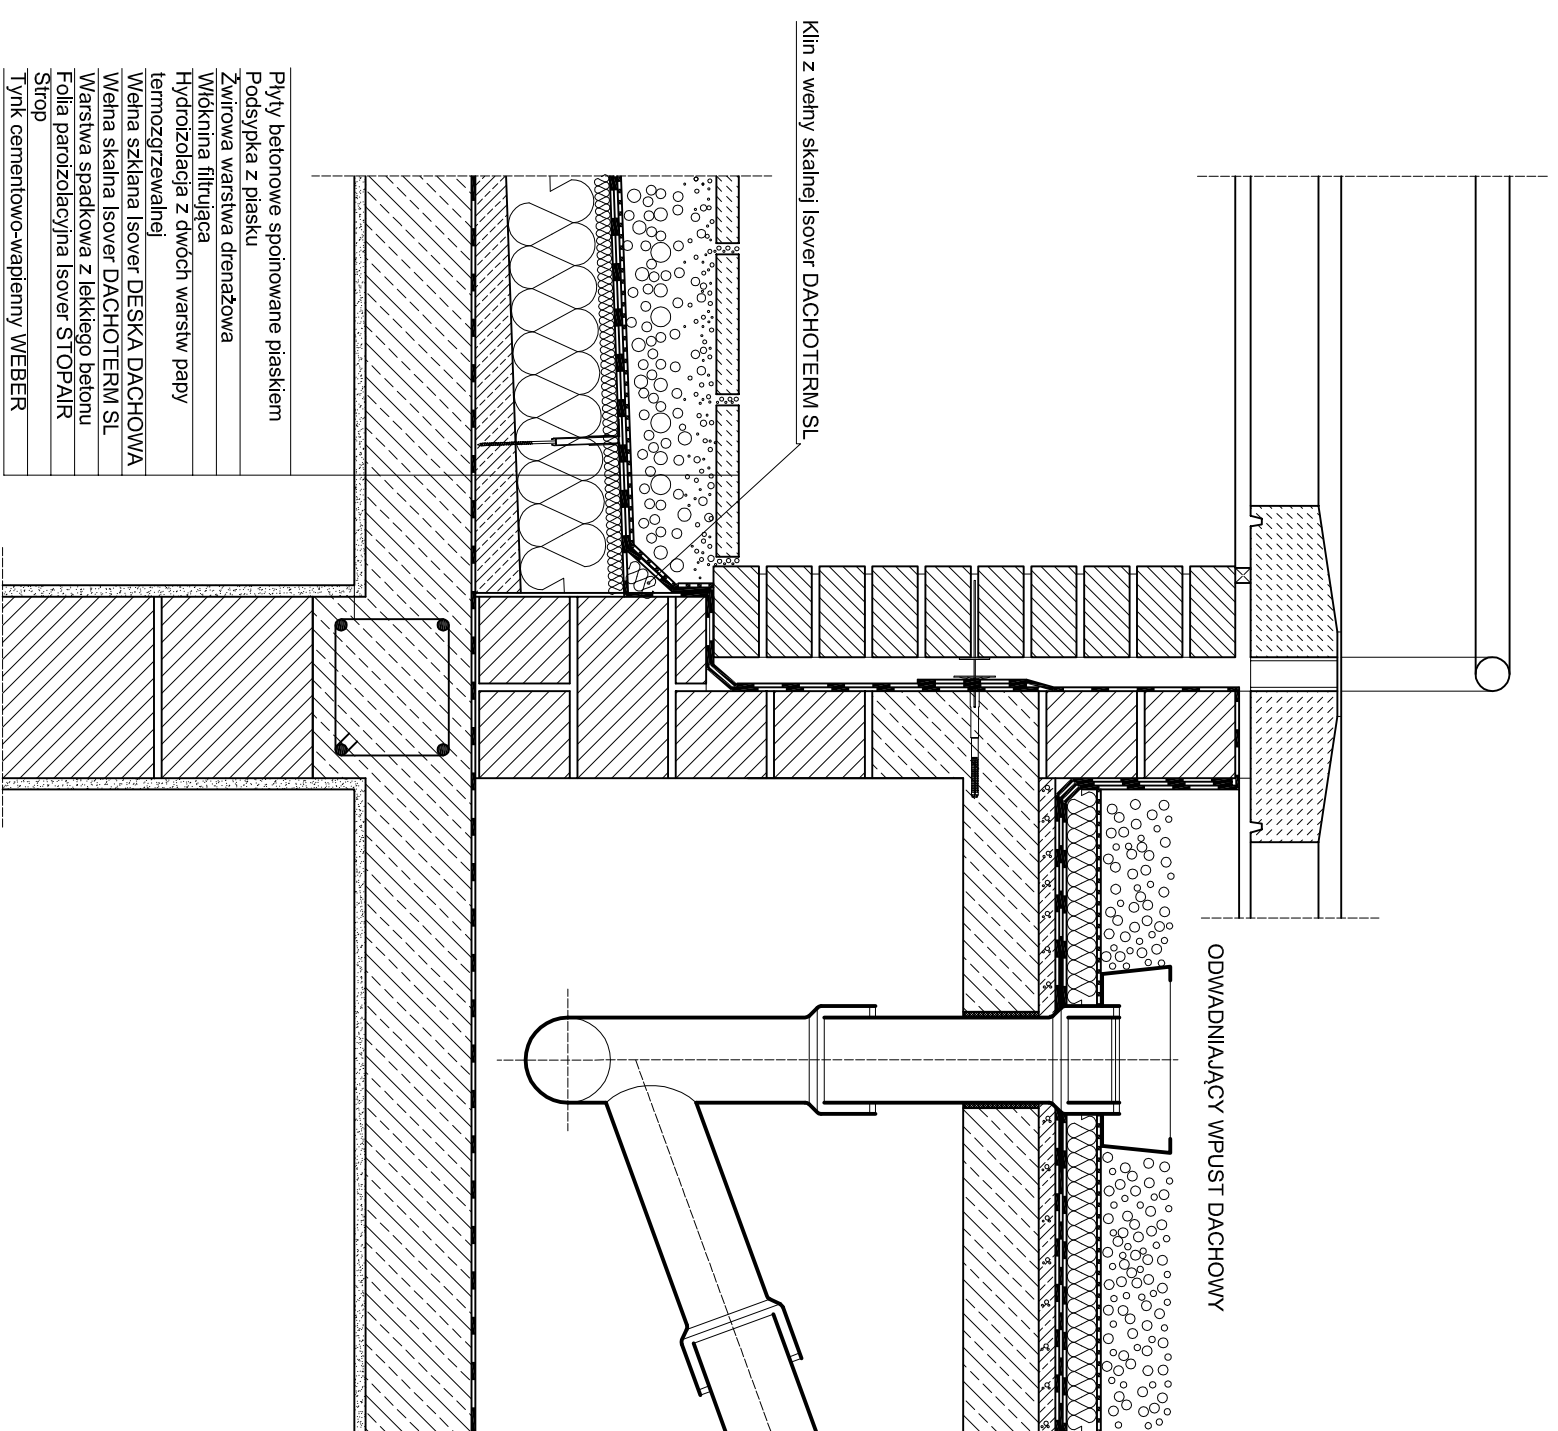 Klin z wełny skalnej Isover DACHOTERM SL
ODWADNIAJĄCY WPUST DACHOWY
Płyty betonowe spoinowane piaskiem
Podsypka z piasku
Żwirowa warstwa drenażowa
Włóknina filtrująca
Hydroizolacja z dwóch warstw papy
termozgrzewalnej
Wełna szklana Isover DESKA DACHOWA
Wełna skalna Isover DACHOTERM SL
Warstwa spadkowa z lekkiego betonu
Folia paroizolacyjna Isover STOPAIR
Strop
Tynk cementowo-wapienny WEBER